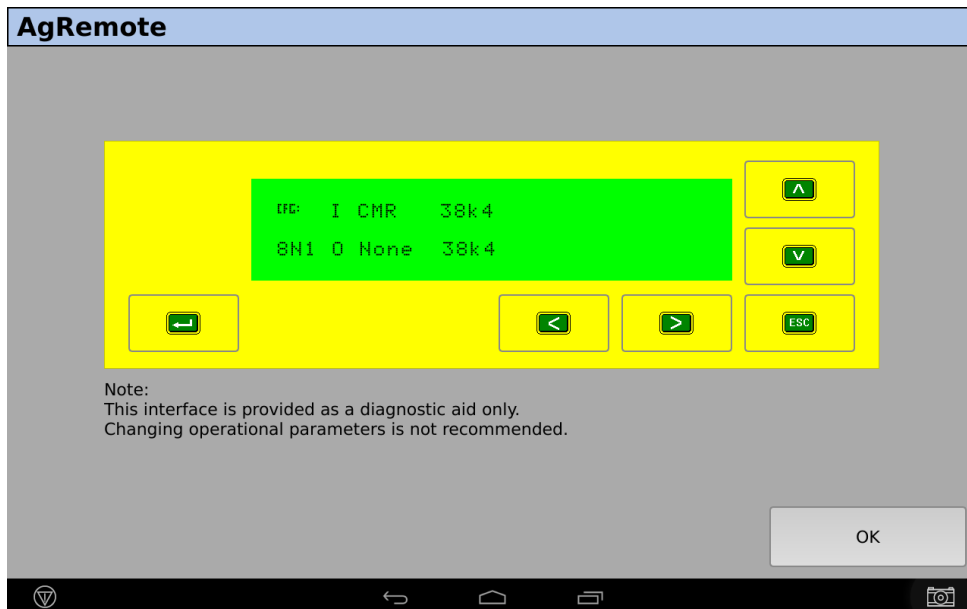 AgRemote
CFG: I CMR 38k4
8N1 O None 38k4
ESC
Note:
This interface is provided as a diagnostic aid only.
Changing operational parameters is not recommended.
OK